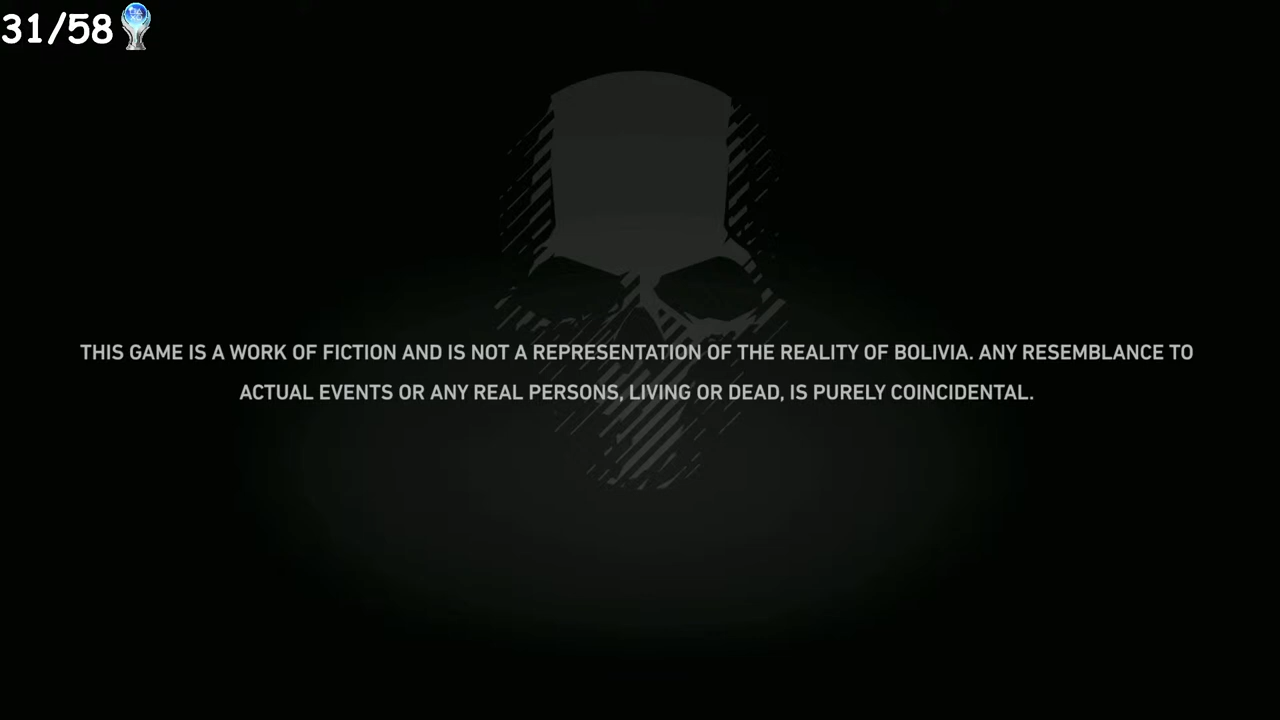 31/58
THIS GAME IS A WORK OF FICTION AND IS NOT A REPRESENTATION OF THE REALITY OF BOLIVIA. ANY RESEMBLANCE TO
ACTUAL EVENTS OR ANY REAL PERSONS, LIVING OR DEAD, IS PURELY COINCIDENTAL.